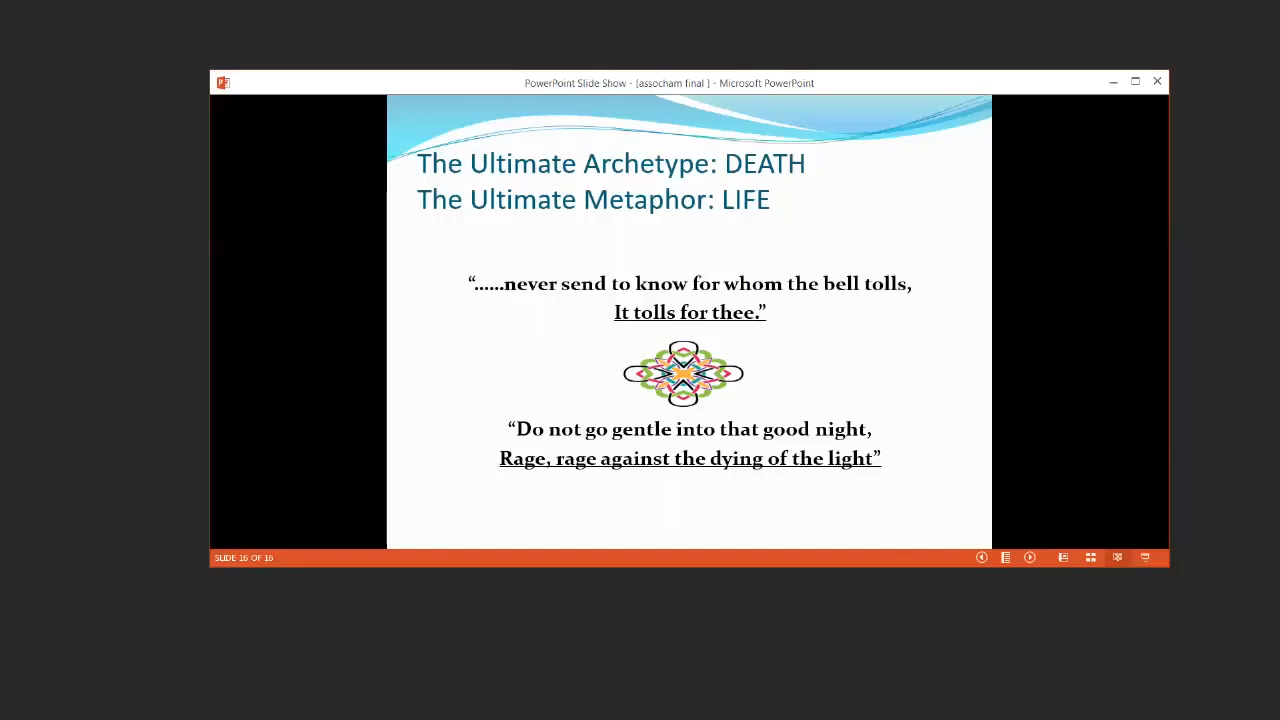 PowerPoint Slide Show - [assocham final ] - Microsoft PowerPoint
The Ultimate Archetype: DEATH
The Ultimate Metaphor: LIFE
“......never send to know for whom the bell tolls,
It tolls for thee.”
“Do not go gentle into that good night,
Rage, rage against the dying of the light”
SLIDE 16 OF 16